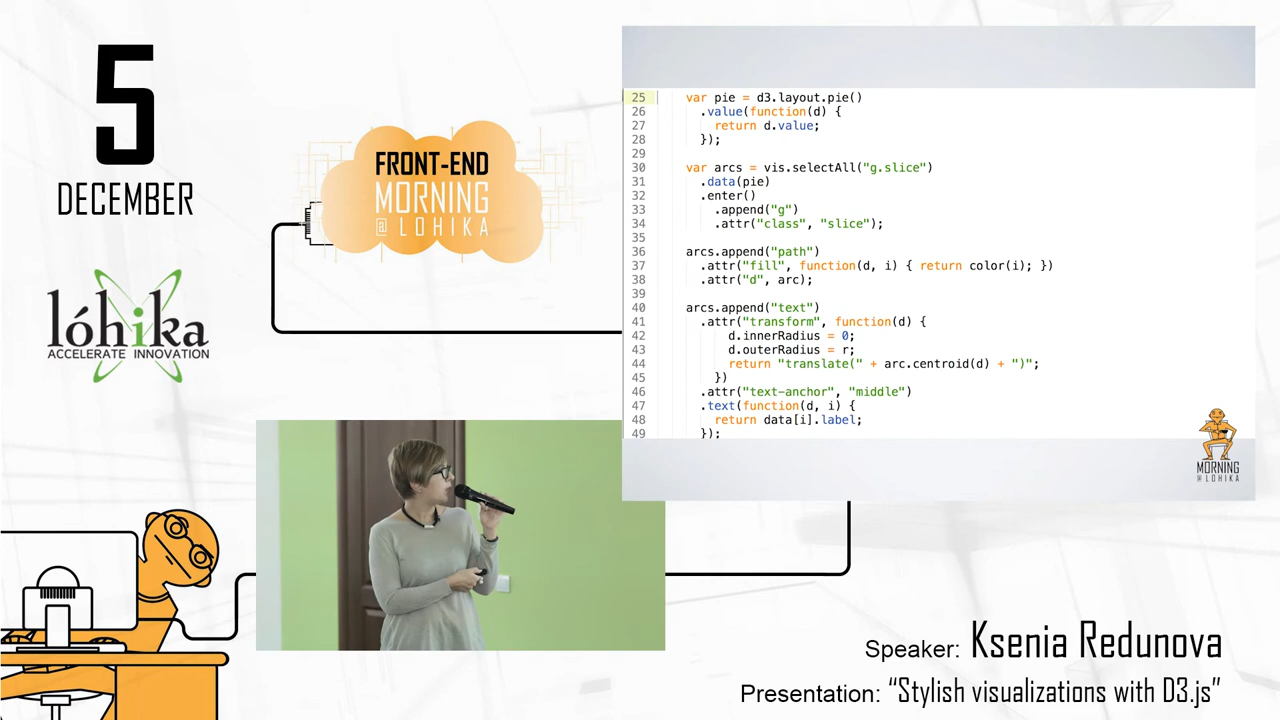 5
DECEMBER
lóhika
ACCELERATE INNOVATION
FRONT-END
MORNING
@ LOHIKA
25 var pie = d3.layout.pie()
26 .value(function(d) {
27 return d.value;
28 });
29
30 var arcs = vis.selectAll("g.slice")
31 .data(pie)
32 .enter()
33 .append("g")
34 .attr("class", "slice");
35
36 arcs.append("path")
37 .attr("fill", function(d, i) { return color(i); })
38 .attr("d", arc);
39
40 arcs.append("text")
41 .attr("transform", function(d) {
42 d.innerRadius = 0;
43 d.outerRadius = r;
44 return "translate(" + arc.centroid(d) + ")";
45 })
46 .attr("text-anchor", "middle")
47 .text(function(d, i) {
48 return data[i].label;
49 });
MORNING
@ LOHIKA
Speaker: Ksenia Redunova
Presentation: “Stylish visualizations with D3.js”